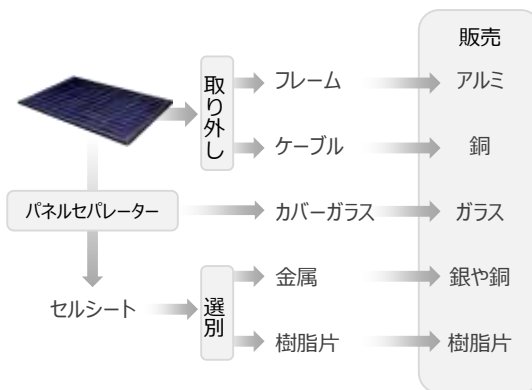 販売
取り外し
フレーム
アルミ
ケーブル
銅
パネルセパレーター
カバーガラス
ガラス
セルシート
選別
金属
銀や銅
樹脂片
樹脂片